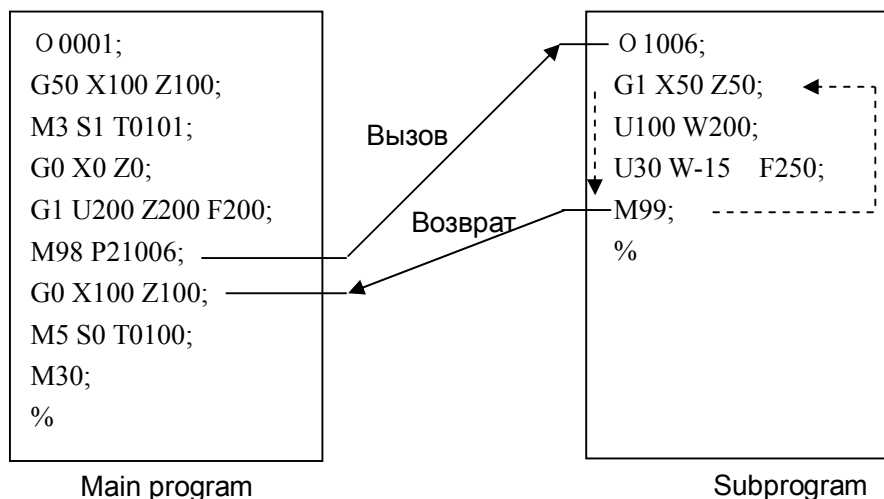 O 0001;
G50 X100 Z100;
M3 S1 T0101;
G0 X0 Z0;
G1 U200 Z200 F200;
M98 P21006;
G0 X100 Z100;
M5 S0 T0100;
M30;
%
Main program
Вызов
Возврат
O 1006;
G1 X50 Z50;
U100 W200;
U30 W-15 F250;
M99;
%
Subprogram